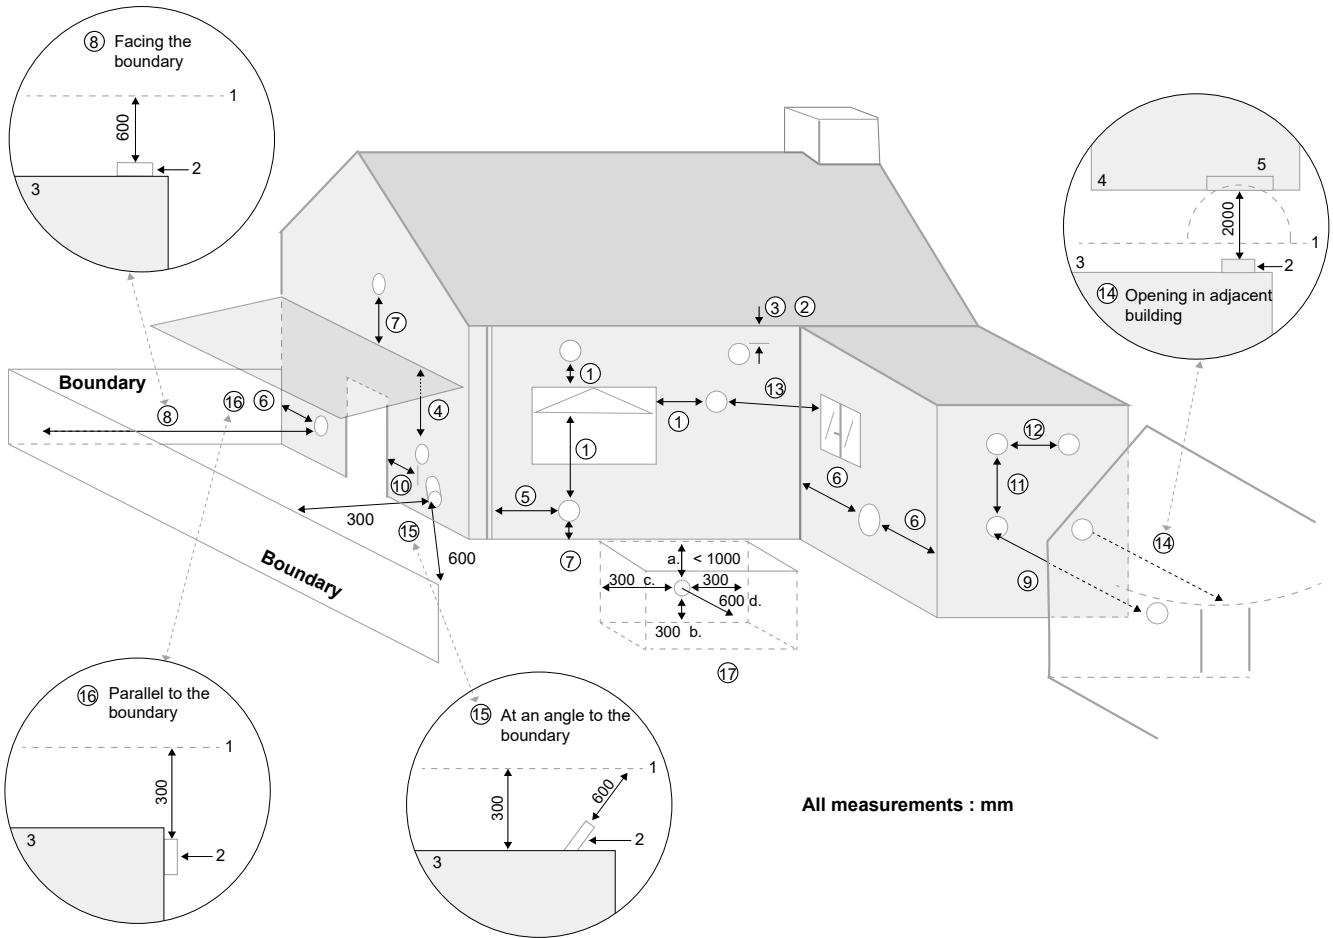 ⑧ Facing the
boundary
1
600
2
3
4
5
2000
1
3
2
⑭ Opening in adjacent
building
③ ②
⑦
①
⑬
Boundary
⑯ ⑥
⑧
④
①
⑫
①
⑥
⑩
⑪
⑤
⑥
300
⑮
⑭
600
⑦
a. < 1000
⑨
Boundary
300 c. 300
600 d.
300 b.
⑰
⑯ Parallel to the
boundary
1
300
3
2
⑮ At an angle to the
boundary
1
300
600
2
3
All measurements : mm